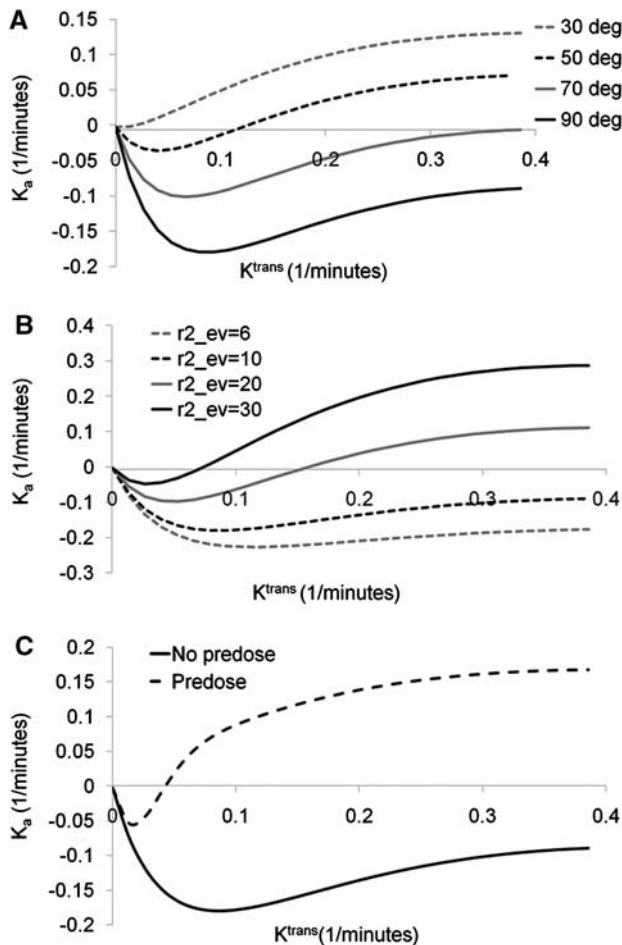 A
0.15
0.1
0.05
0
-0.05
-0.1
-0.15
-0.2
0.1
0.2
0.3
0.4
Ka (1/minutes)
Ktrans (1/minutes)
30 deg
50 deg
70 deg
90 deg
B
0.4
0.3
0.2
0.1
0
-0.1
-0.2
-0.3
0
0.1
0.2
0.3
0.4
Ka (1/minutes)
Ktrans (1/minutes)
r2_ev=6
r2_ev=10
r2_ev=20
r2_ev=30
C
0.2
0.15
0.1
0.05
0
-0.05
-0.1
-0.15
-0.2
0
0.1
0.2
0.3
0.4
Ka (1/minutes)
Ktrans (1/minutes)
No predose
Predose